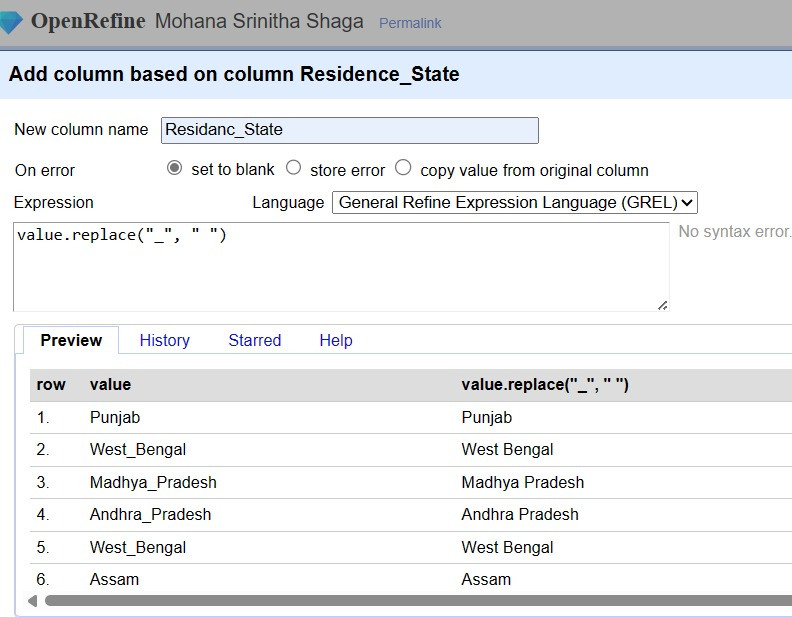 OpenRefine Mohana Srinitha Shaga Permalink
Add column based on column Residence_State
New column name Residanc_State
On error set to blank store error copy value from original column
Expression Language General Refine Expression Language (GREL)
value.replace("_", " ") No syntax error.
Preview History Starred Help
row value value.replace("_", " ")
1. Punjab Punjab
2. West_Bengal West Bengal
3. Madhya_Pradesh Madhya Pradesh
4. Andhra_Pradesh Andhra Pradesh
5. West_Bengal West Bengal
6. Assam Assam